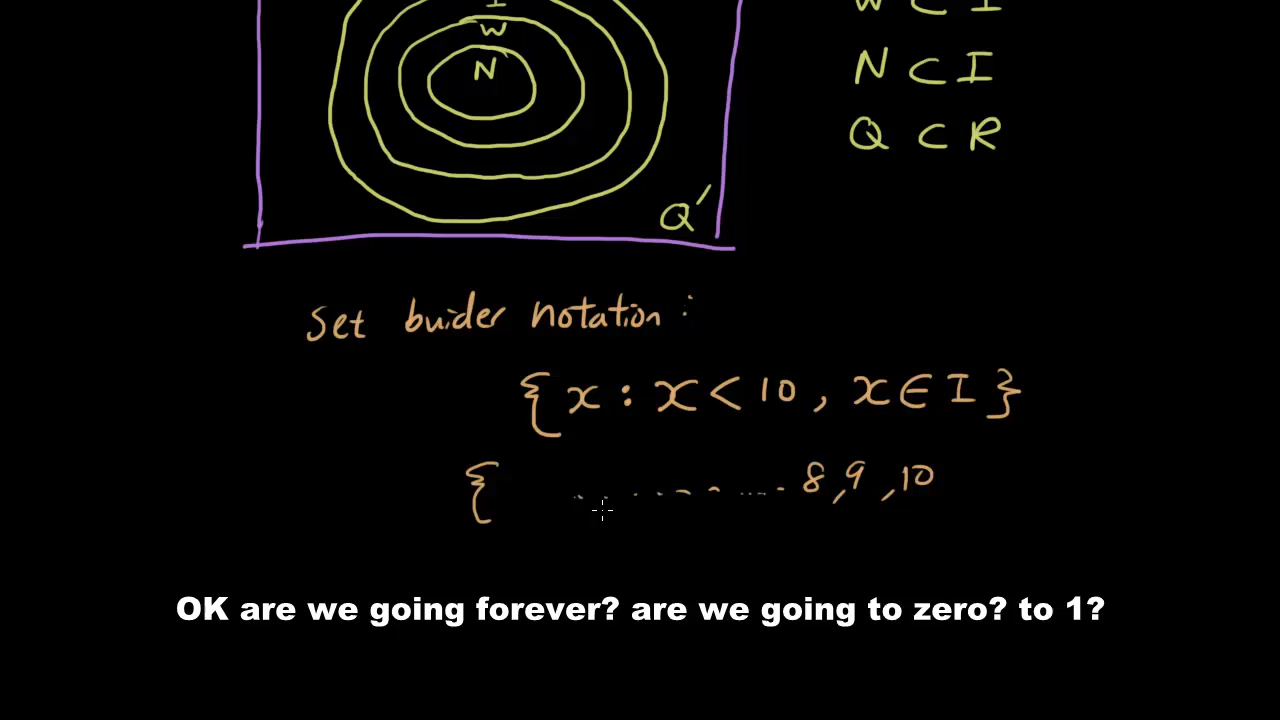 I
W
N
W ⊂ I
N ⊂ I
Q ⊂ R
Q′
Set buider notation :
{ x : x < 10 , x ∈ I }
{ ......... 8 , 9 , 10
OK are we going forever? are we going to zero? to 1?